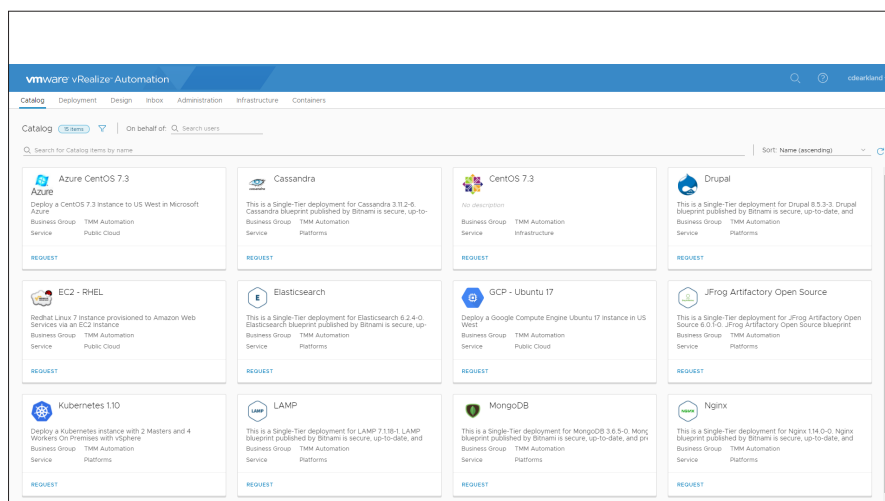 vmware vRealize Automation
cdearkland
Catalog Deployment Design Inbox Administration Infrastructure Containers
Catalog 15 items On behalf of: Search users
Search for Catalog items by name Sort: Name (ascending)
Azure CentOS 7.3
Azure
Deploy a CentOS 7.3 Instance to US West in Microsoft
Azure
Business Group TMM Automation
Service Public Cloud
REQUEST
Cassandra
This is a Single-Tier deployment for Cassandra 3.11.2-6.
Cassandra blueprint published by Bitnami is secure, up-to-
Business Group TMM Automation
Service Platforms
REQUEST
CentOS 7.3
No description
Business Group TMM Automation
Service Infrastructure
REQUEST
Drupal
This is a Single-Tier deployment for Drupal 8.5.3-3. Drupal
blueprint published by Bitnami is secure, up-to-date, and
Business Group TMM Automation
Service Platforms
REQUEST
EC2 - RHEL
Redhat Linux 7 Instance provisioned to Amazon Web
Services via an EC2 Instance
Business Group TMM Automation
Service Public Cloud
REQUEST
E
Elasticsearch
This is a Single-Tier deployment for Elasticsearch 6.2.4-0.
Elasticsearch blueprint published by Bitnami is secure, up-
Business Group TMM Automation
Service Platforms
REQUEST
GCP - Ubuntu 17
Deploy a Google Compute Engine Ubuntu 17 Instance in US
West
Business Group TMM Automation
Service Public Cloud
REQUEST
JFrog Artifactory Open Source
This is a Single-Tier deployment for JFrog Artifactory Open
Source 6.0.1-0. JFrog Artifactory Open Source blueprint
Business Group TMM Automation
Service Platforms
REQUEST
Kubernetes 1.10
Deploy a Kubernetes instance with 2 Masters and 4
Workers On Premises with vSphere
Business Group TMM Automation
Service Platforms
REQUEST
LAMP
LAMP
This is a Single-Tier deployment for LAMP 7.1.18-1. LAMP
blueprint published by Bitnami is secure, up-to-date, and
Business Group TMM Automation
Service Platforms
REQUEST
MongoDB
This is a Single-Tier deployment for MongoDB 3.6.5-0. Mong
blueprint published by Bitnami is secure, up-to-date, and pr
Business Group TMM Automation
Service Platforms
REQUEST
Nginx
This is a Single-Tier deployment for Nginx 1.14.0-0. Nginx
blueprint published by Bitnami is secure, up-to-date, and
Business Group TMM Automation
Service Platforms
REQUEST